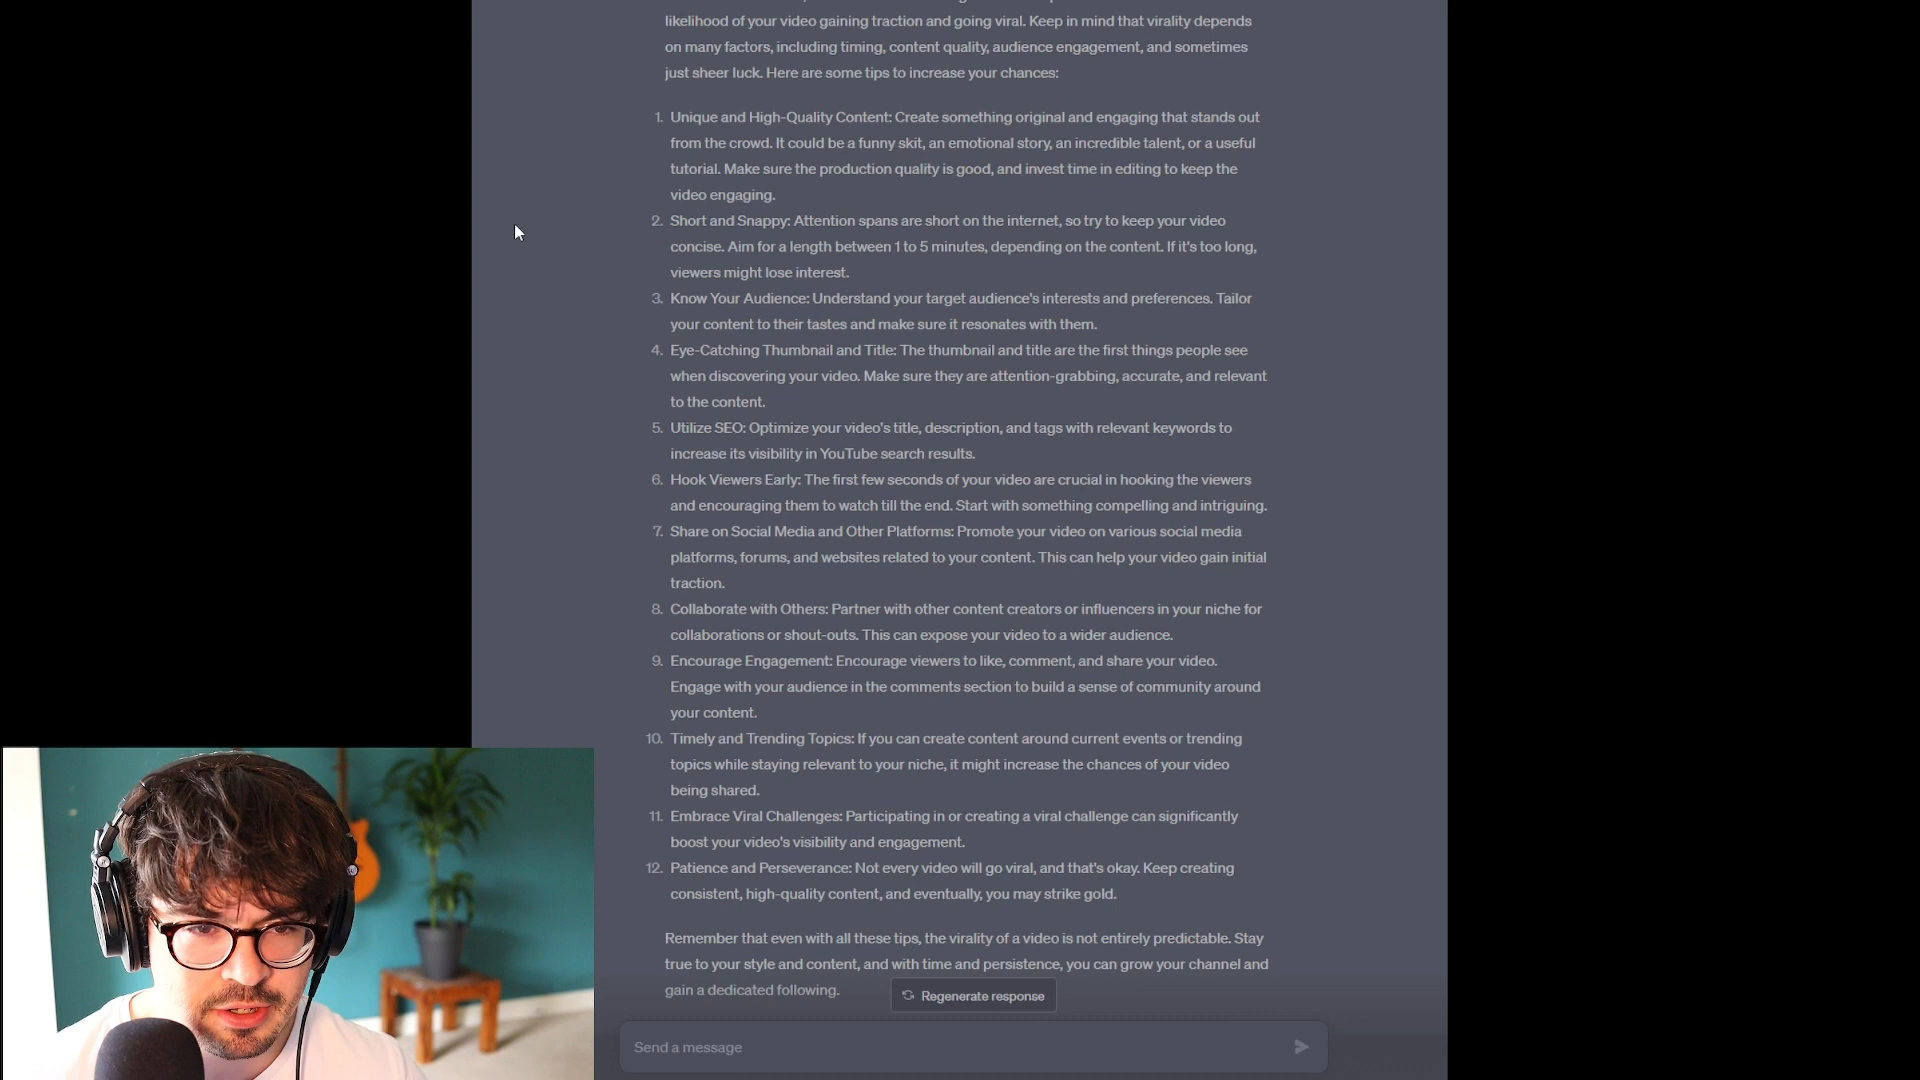 likelihood of your video gaining traction and going viral. Keep in mind that virality depends
on many factors, including timing, content quality, audience engagement, and sometimes
just sheer luck. Here are some tips to increase your chances:
1. Unique and High-Quality Content: Create something original and engaging that stands out
from the crowd. It could be a funny skit, an emotional story, an incredible talent, or a useful
tutorial. Make sure the production quality is good, and invest time in editing to keep the
video engaging.
2. Short and Snappy: Attention spans are short on the internet, so try to keep your video
concise. Aim for a length between 1 to 5 minutes, depending on the content. If it's too long,
viewers might lose interest.
3. Know Your Audience: Understand your target audience's interests and preferences. Tailor
your content to their tastes and make sure it resonates with them.
4. Eye-Catching Thumbnail and Title: The thumbnail and title are the first things people see
when discovering your video. Make sure they are attention-grabbing, accurate, and relevant
to the content.
5. Utilize SEO: Optimize your video's title, description, and tags with relevant keywords to
increase its visibility in YouTube search results.
6. Hook Viewers Early: The first few seconds of your video are crucial in hooking the viewers
and encouraging them to watch till the end. Start with something compelling and intriguing.
7. Share on Social Media and Other Platforms: Promote your video on various social media
platforms, forums, and websites related to your content. This can help your video gain initial
traction.
8. Collaborate with Others: Partner with other content creators or influencers in your niche for
collaborations or shout-outs. This can expose your video to a wider audience.
9. Encourage Engagement: Encourage viewers to like, comment, and share your video.
Engage with your audience in the comments section to build a sense of community around
your content.
10. Timely and Trending Topics: If you can create content around current events or trending
topics while staying relevant to your niche, it might increase the chances of your video
being shared.
11. Embrace Viral Challenges: Participating in or creating a viral challenge can significantly
boost your video's visibility and engagement.
12. Patience and Perseverance: Not every video will go viral, and that's okay. Keep creating
consistent, high-quality content, and eventually, you may strike gold.
Remember that even with all these tips, the virality of a video is not entirely predictable. Stay
true to your style and content, and with time and persistence, you can grow your channel and
gain a dedicated following.
Regenerate response
Send a message